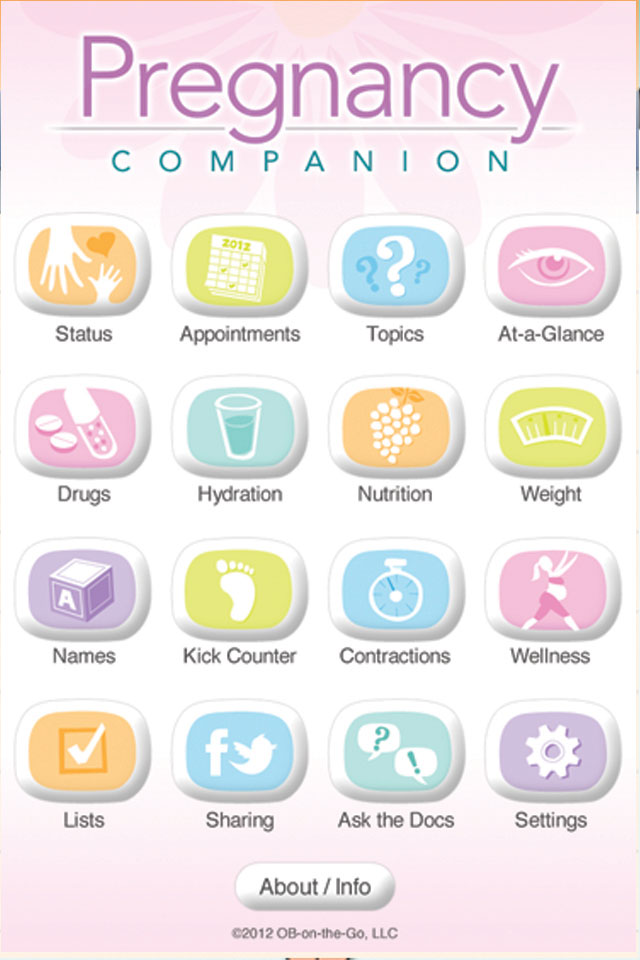 Pregnancy
COMPANION
2012
Status Appointments Topics At-a-Glance
Drugs Hydration Nutrition Weight
A
Names Kick Counter Contractions Wellness
f
? !
Lists Sharing Ask the Docs Settings
About / Info
©2012 OB-on-the-Go, LLC